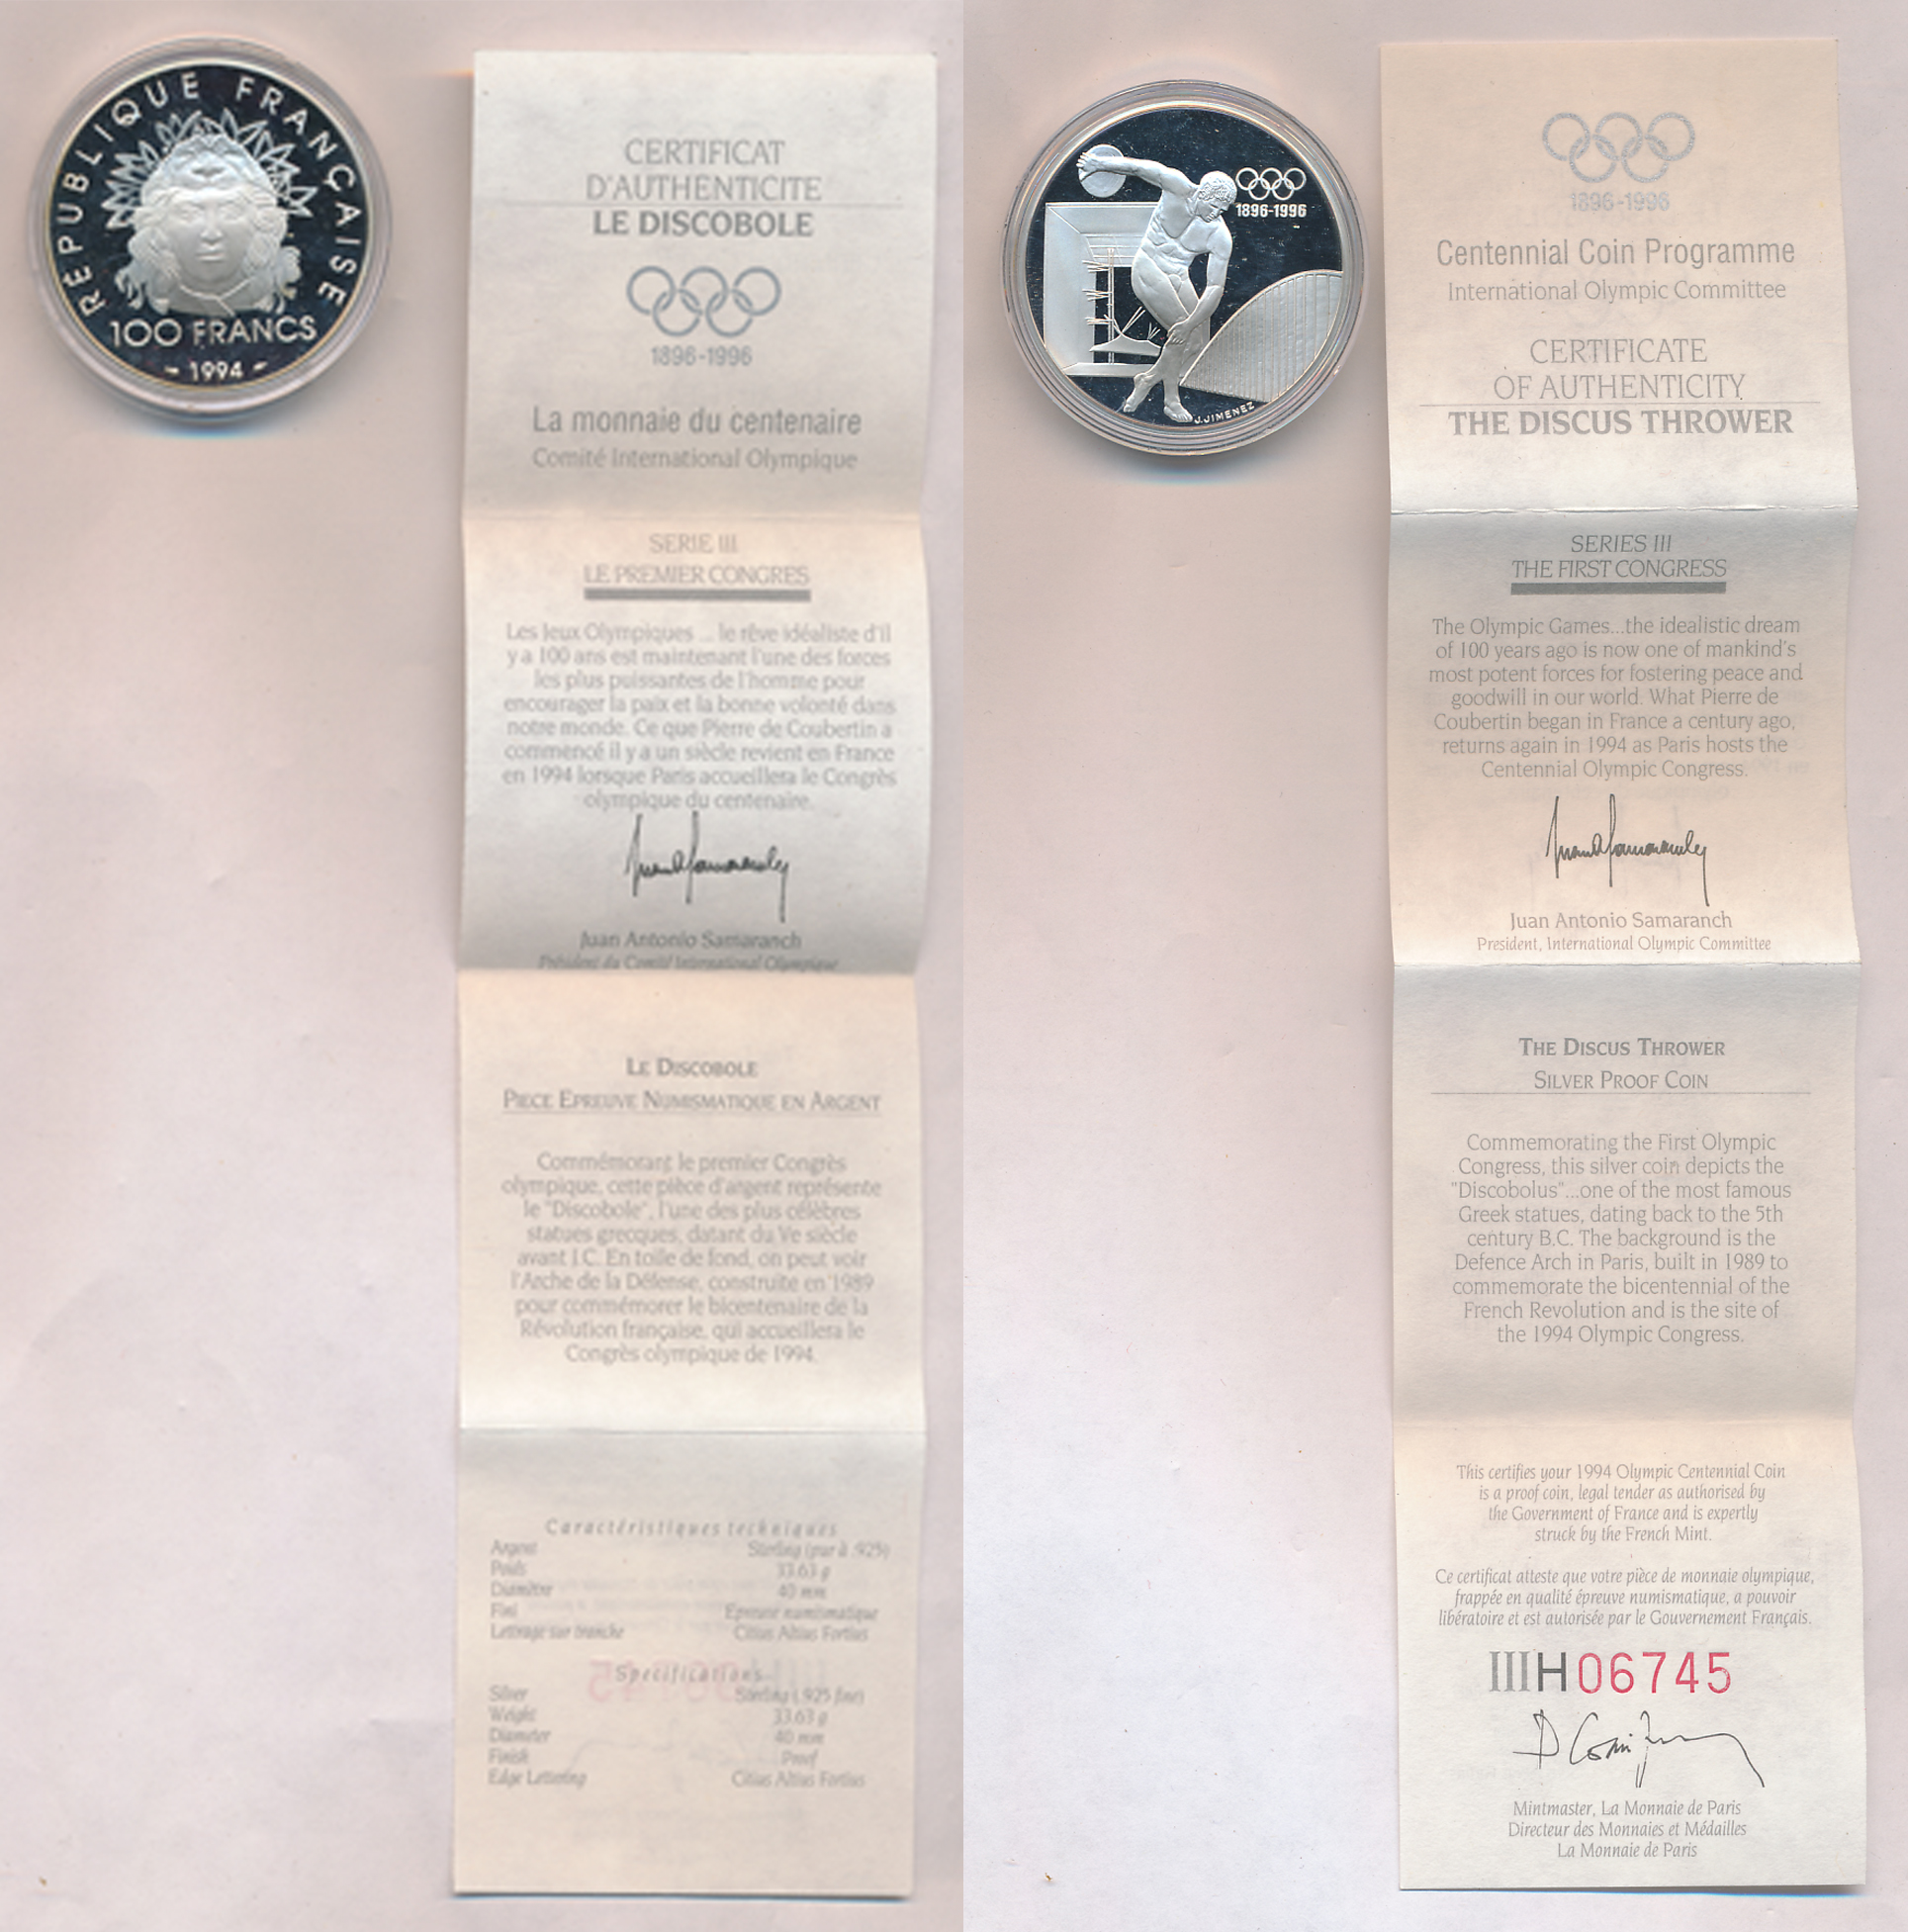 RÉPUBLIQUE FRANÇAISE
100 FRANCS
- 1994 -
CERTIFICAT
D'AUTHENTICITE
LE DISCOBOLE
1896-1996
La monnaie du centenaire
Comité International Olympique
SERIE III
LE PREMIER CONGRES
Les Jeux Olympiques ... le rêve idéaliste d'il
y a 100 ans est maintenant l'une des forces
les plus puissantes de l'homme pour
encourager la paix et la bonne volonté dans
notre monde. Ce que Pierre de Coubertin a
commencé il y a un siècle revient en France
en 1994 lorsque Paris accueillera le Congrès
olympique du centenaire.
Juan Antonio Samaranch
Président du Comité International Olympique
LE DISCOBOLE
PIECE EPREUVE NUMISMATIQUE EN ARGENT
Commémorant le premier Congrès
olympique, cette pièce d'argent représente
le "Discobole", l'une des plus célèbres
statues grecques, datant du Ve siècle
avant J.C. En toile de fond, on peut voir
l'Arche de la Défense, construite en 1989
pour commémorer le bicentenaire de la
Révolution française, qui accueillera le
Congrès olympique de 1994.
Caractéristiques techniques
Argent Sterling (pur à .925)
Poids 33.63 g
Diamètre 40 mm
Fini Epreuve numismatique
Lettrage sur tranche Citius Altius Fortius
Specifications
Silver Sterling (.925 fine)
Weight 33.63 g
Diameter 40 mm
Finish Proof
Edge Lettering Citius Altius Fortius
1896-1996
J.JIMENEZ
1896-1996
Centennial Coin Programme
International Olympic Committee
CERTIFICATE
OF AUTHENTICITY
THE DISCUS THROWER
SERIES III
THE FIRST CONGRESS
The Olympic Games...the idealistic dream
of 100 years ago is now one of mankind's
most potent forces for fostering peace and
goodwill in our world. What Pierre de
Coubertin began in France a century ago,
returns again in 1994 as Paris hosts the
Centennial Olympic Congress.
Juan Antonio Samaranch
President, International Olympic Committee
THE DISCUS THROWER
SILVER PROOF COIN
Commemorating the First Olympic
Congress, this silver coin depicts the
"Discobolus"...one of the most famous
Greek statues, dating back to the 5th
century B.C. The background is the
Defence Arch in Paris, built in 1989 to
commemorate the bicentennial of the
French Revolution and is the site of
the 1994 Olympic Congress.
This certifies your 1994 Olympic Centennial Coin
is a proof coin, legal tender as authorised by
the Government of France and is expertly
struck by the French Mint.
Ce certificat atteste que votre pièce de monnaie olympique,
frappée en qualité épreuve numismatique, a pouvoir
libératoire et est autorisée par le Gouvernement Français.
IIIH06745
Mintmaster, La Monnaie de Paris
Directeur des Monnaies et Médailles
La Monnaie de Paris